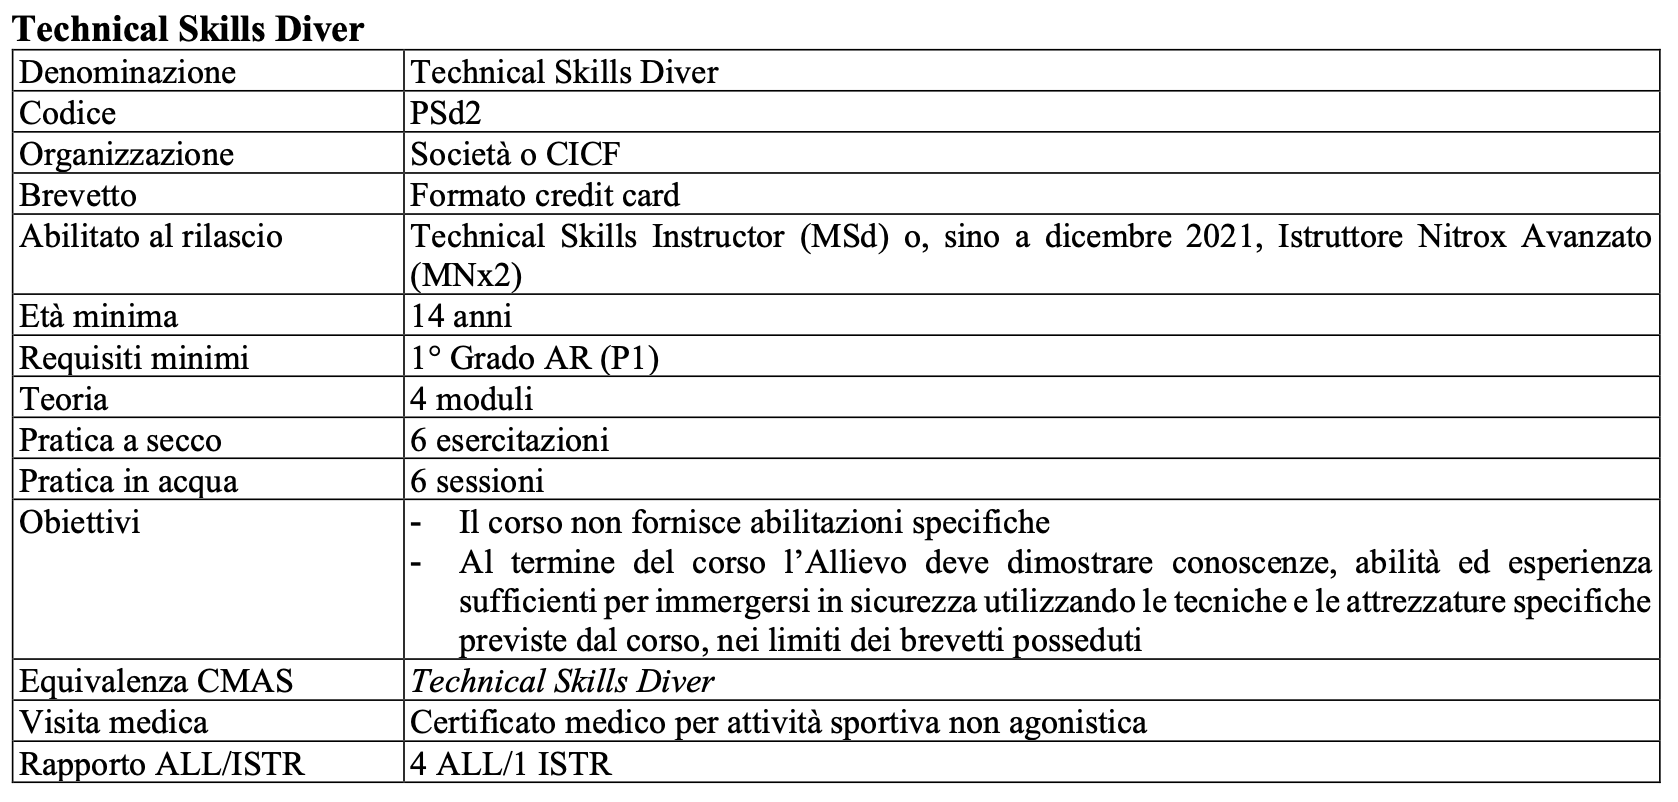 Technical Skills Diver
Denominazione Technical Skills Diver
Codice PSd2
Organizzazione Società o CICF
Brevetto Formato credit card
Abilitato al rilascio Technical Skills Instructor (MSd) o, sino a dicembre 2021, Istruttore Nitrox Avanzato
(MNx2)
Età minima 14 anni
Requisiti minimi 1° Grado AR (P1)
Teoria 4 moduli
Pratica a secco 6 esercitazioni
Pratica in acqua 6 sessioni
Obiettivi - Il corso non fornisce abilitazioni specifiche
- Al termine del corso l’Allievo deve dimostrare conoscenze, abilità ed esperienza
sufficienti per immergersi in sicurezza utilizzando le tecniche e le attrezzature specifiche
previste dal corso, nei limiti dei brevetti posseduti
Equivalenza CMAS Technical Skills Diver
Visita medica Certificato medico per attività sportiva non agonistica
Rapporto ALL/ISTR 4 ALL/1 ISTR